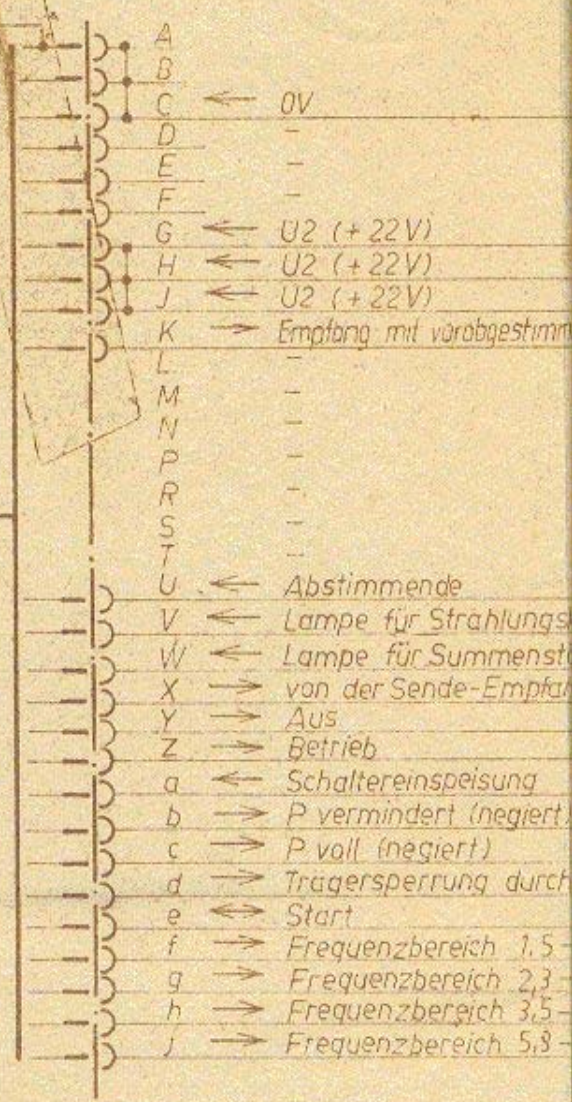 A
B
C ← 0V
D -
E -
F -
G ← U2 (+22V)
H ← U2 (+22V)
J ← U2 (+22V)
K → Empfang mit vorabgestimm
L -
M -
N -
P -
R -
S -
T -
U ← Abstimmende
V ← Lampe für Strahlungs
W ← Lampe für Summenst
X → von der Sende-Empfan
Y → Aus
Z → Betrieb
a ← Schaltereinspeisung
b → P vermindert (negiert)
c → P voll (negiert)
d → Trägersperrung durch
e ↔ Start
f → Frequenzbereich 1,5-
g → Frequenzbereich 2,3-
h → Frequenzbereich 3,5-
j → Frequenzbereich 5,8-